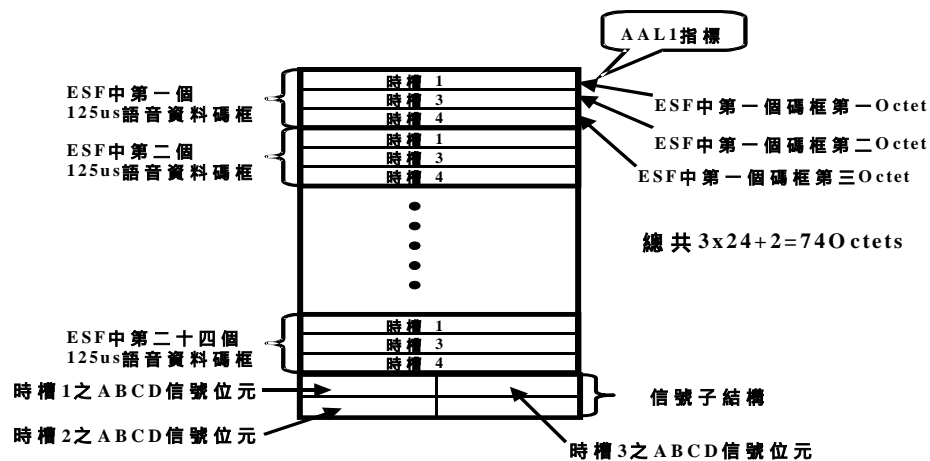 AAL1指標
ESF中第一個
125us語音資料碼框
時槽 1
時槽 3
時槽 4
ESF中第一個碼框第一Octet
ESF中第一個碼框第二Octet
ESF中第一個碼框第三Octet
ESF中第二個
125us語音資料碼框
時槽 1
時槽 3
時槽 4
總共3x24+2=74Octets
ESF中第二十四個
125us語音資料碼框
時槽 1
時槽 3
時槽 4
時槽1之ABCD信號位元
信號子結構
時槽2之ABCD信號位元
時槽3之ABCD信號位元